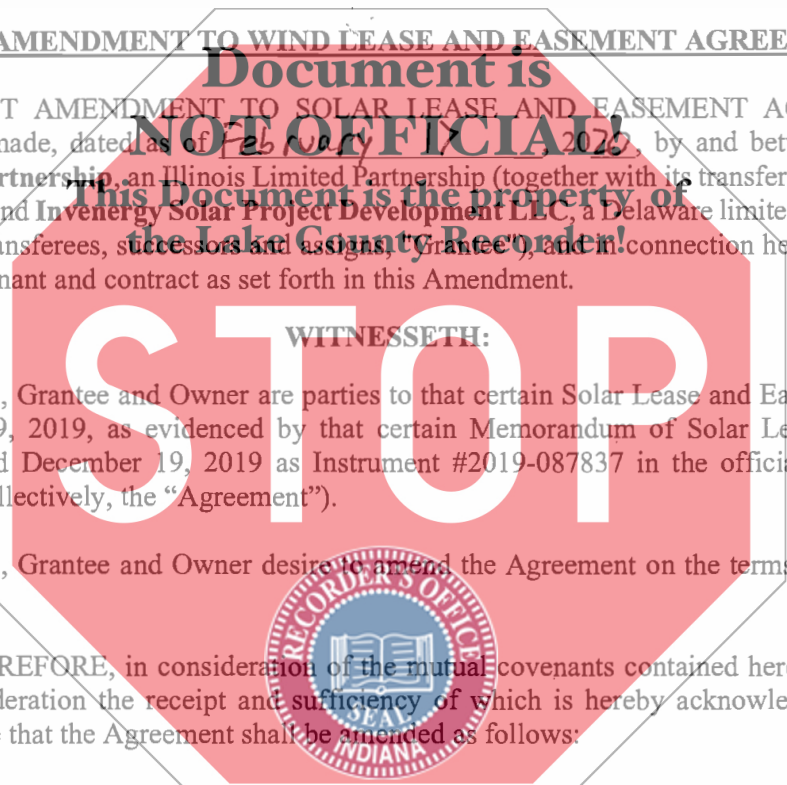 AMENDMENT TO WIND LEASE AND EASEMENT AGREE
Document is
T AMENDMENT TO SOLAR LEASE AND EASEMENT AG
NOT OFFICIAL!
made, dated as of February 17, 2020, by and bet
rtnership, an Illinois Limited Partnership (together with its transfer
This Document is the property of
nd Invenergy Solar Project Development LLC, a Delaware limite
the Lake County Recorder!
ansferees, successors and assigns, "Grantee"), and in connection he
nant and contract as set forth in this Amendment.
WITNESSETH:
STOP
, Grantee and Owner are parties to that certain Solar Lease and Ea
9, 2019, as evidenced by that certain Memorandum of Solar Le
d December 19, 2019 as Instrument #2019-087837 in the officia
llectively, the “Agreement”).
, Grantee and Owner desire to amend the Agreement on the terms
RECORDER'S OFFICE
REFORE, in consideration of the mutual covenants contained her
deration the receipt and sufficiency of which is hereby acknowle
SEAL
e that the Agreement shall be amended as follows:
INDIANA